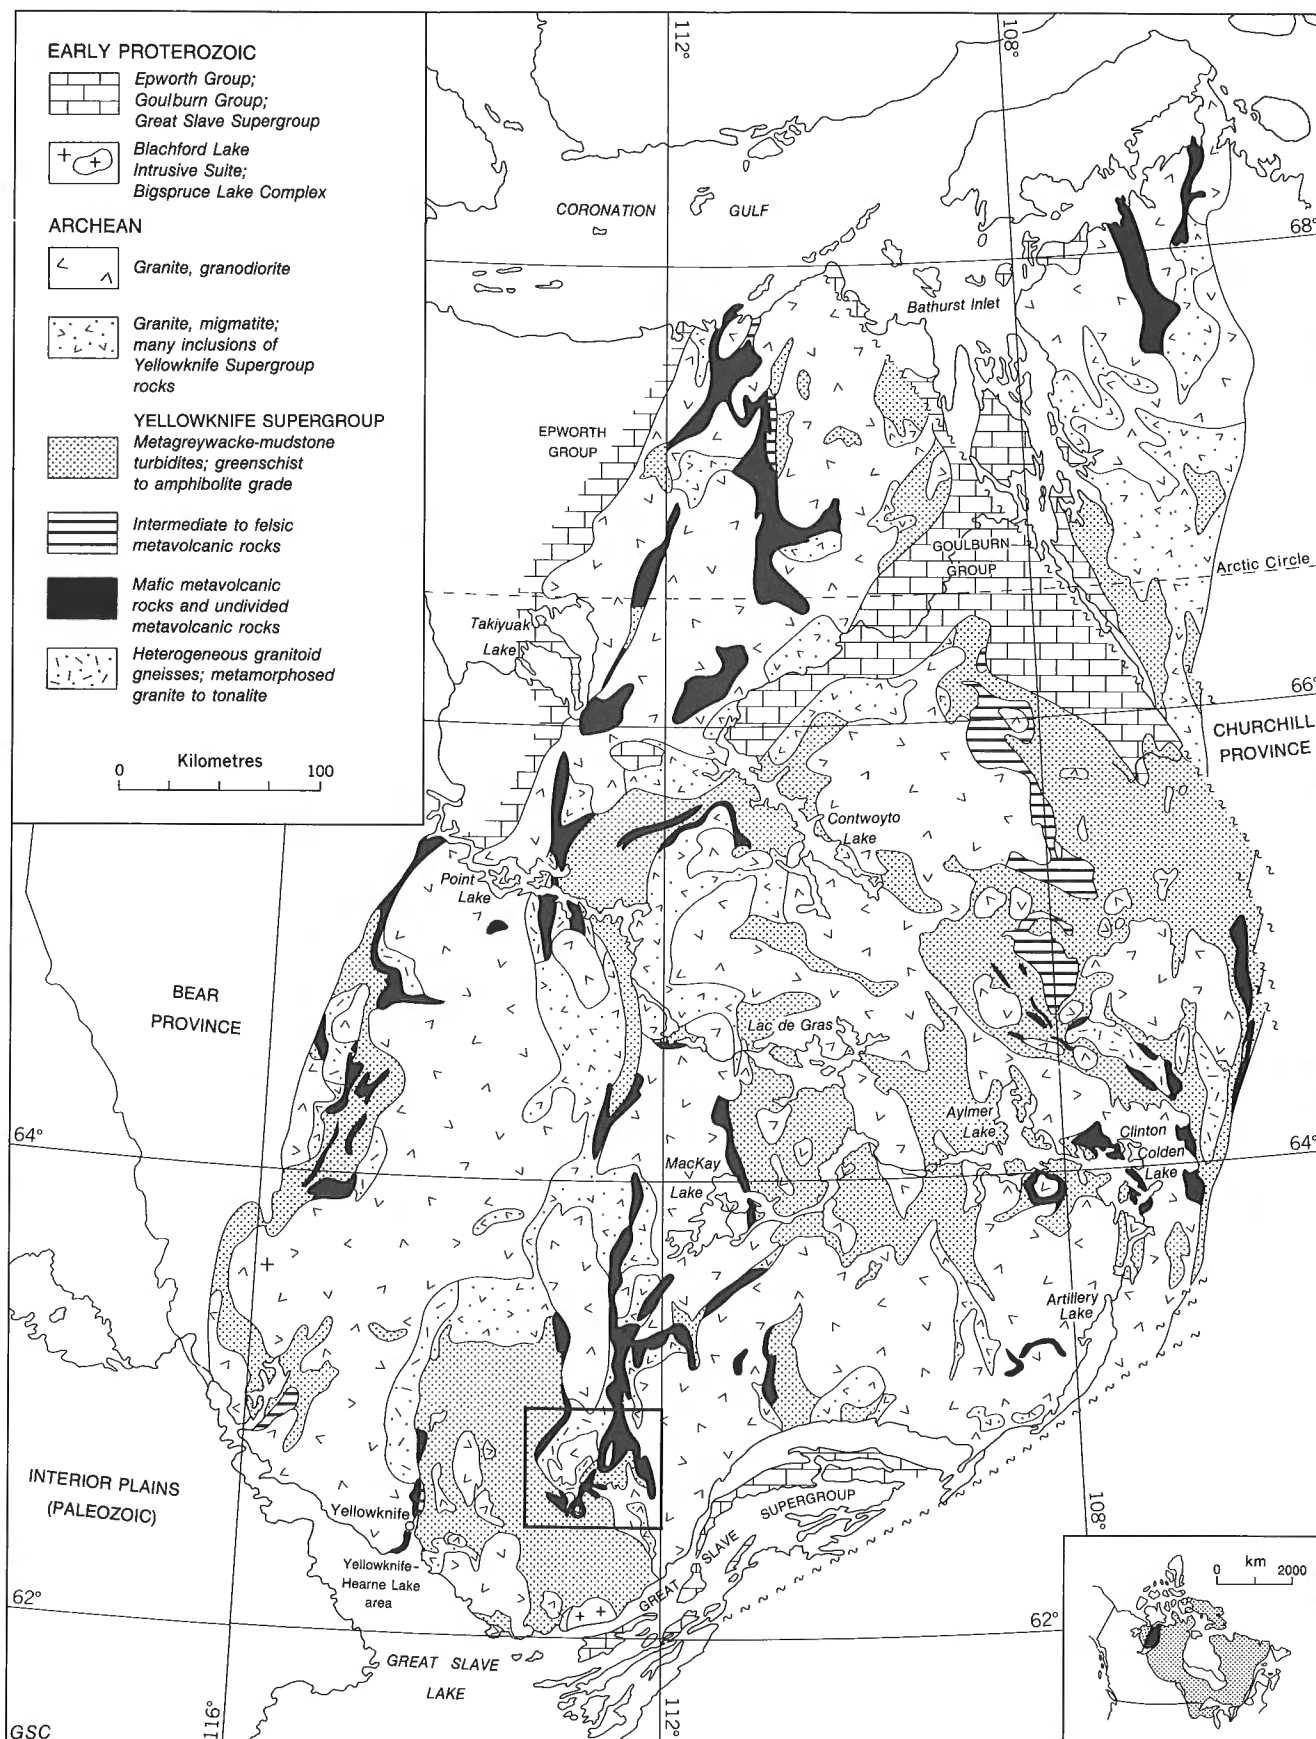 EARLY PROTEROZOIC
Epworth Group;
Goulburn Group;
Great Slave Supergroup
Blachford Lake
Intrusive Suite;
Bigspruce Lake Complex
ARCHEAN
Granite, granodiorite
Granite, migmatite;
many inclusions of
Yellowknife Supergroup
rocks
YELLOWKNIFE SUPERGROUP
Metagreywacke-mudstone
turbidites; greenschist
to amphibolite grade
Intermediate to felsic
metavolcanic rocks
Mafic metavolcanic
rocks and undivided
metavolcanic rocks
Heterogeneous granitoid
gneisses; metamorphosed
granite to tonalite
Kilometres
0 100
112°
108°
CORONATION GULF
68°
Bathurst Inlet
EPWORTH
GROUP
GOULBURN
GROUP
Arctic Circle
Takiyuak
Lake
66°
CHURCHILL
PROVINCE
Contwoyto
Lake
Point
Lake
BEAR
PROVINCE
Lac de Gras
Aylmer
Lake
Clinton
Colden
Lake
64°
64°
MacKay
Lake
Artillery
Lake
INTERIOR PLAINS
(PALEOZOIC)
Yellowknife
Yellowknife-
Hearne Lake
area
GREAT SLAVE SUPERGROUP
108°
62°
62°
GREAT SLAVE
LAKE
km
0 2000
116°
112°
GSC